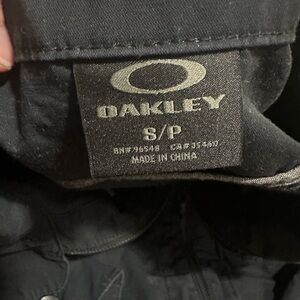 OAKLEY
S/P
RN# 96548 CA# 35460
MADE IN CHINA